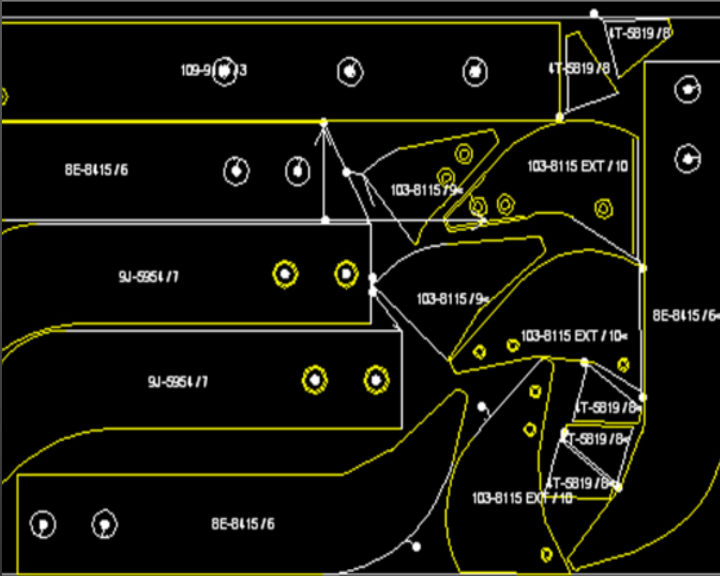 4T-5819 / 8
4T-5819 / 8
8E-8415 / 6
103-8115 EXT / 10
103-8115 / 9<
9J-5954 / 7
103-8115 / 9<
8E-8415 / 6<
103-8115 EXT / 10<
9J-5954 / 7
4T-5819 / 8<
4T-5819 / 8<
4T-5819 / 8<
103-8115 EXT / 10
8E-8415 / 6